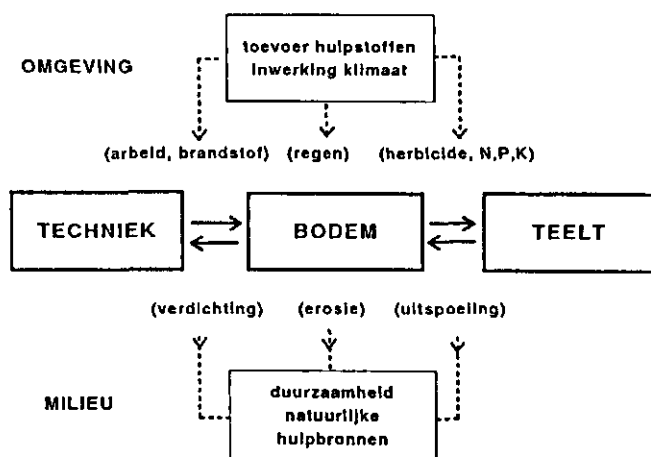 toevoer hulpstoffen
inwerking klimaat
OMGEVING
(arbeid, brandstof) (regen) (herbicide, N,P,K)
TECHNIEK BODEM TEELT
(verdichting) (erosie) (uitspoeling)
duurzaamheid
natuurlijke
hulpbronnen
MILIEU